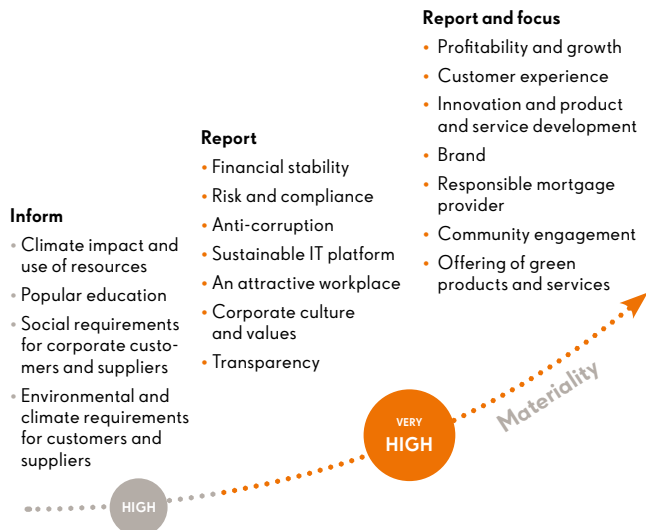 Report and focus
• Profitability and growth
• Customer experience
• Innovation and product
and service development
• Brand
• Responsible mortgage
provider
• Community engagement
• Offering of green
products and services
Report
• Financial stability
• Risk and compliance
• Anti-corruption
• Sustainable IT platform
• An attractive workplace
• Corporate culture
and values
• Transparency
Inform
• Climate impact and
use of resources
• Popular education
• Social requirements
for corporate custo-
mers and suppliers
• Environmental and
climate requirements
for customers and
suppliers
HIGH
VERY
HIGH
Materiality